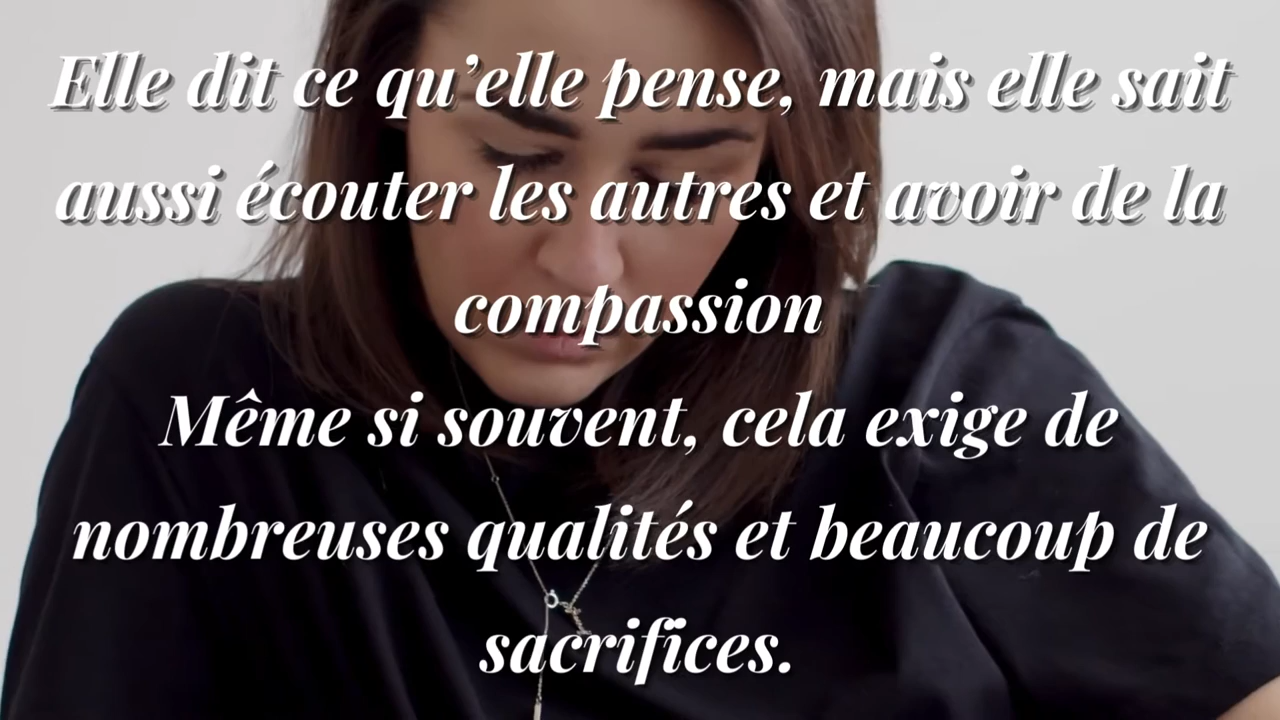 Elle dit ce qu’elle pense, mais elle sait
aussi écouter les autres et avoir de la
compassion
Même si souvent, cela exige de
nombreuses qualités et beaucoup de
sacrifices.